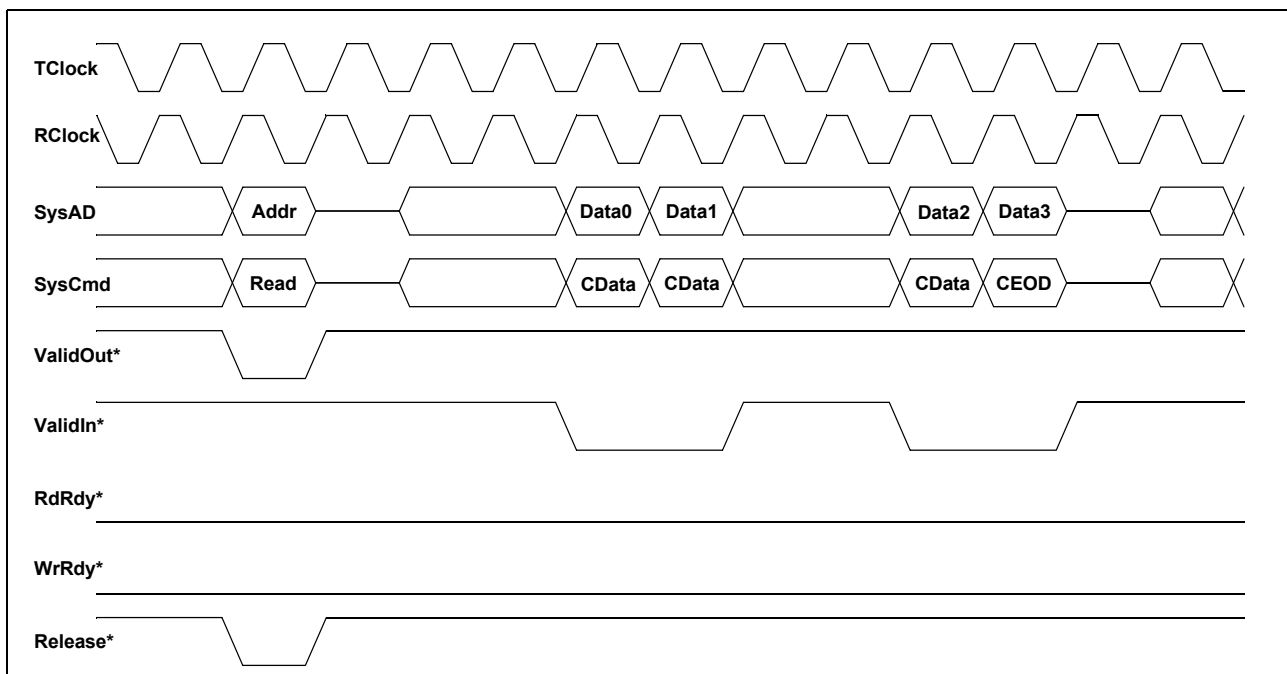 TClock
RClock
SysAD Addr Data0 Data1 Data2 Data3
SysCmd Read CData CData CData CEOD
ValidOut*
ValidIn*
RdRdy*
WrRdy*
Release*